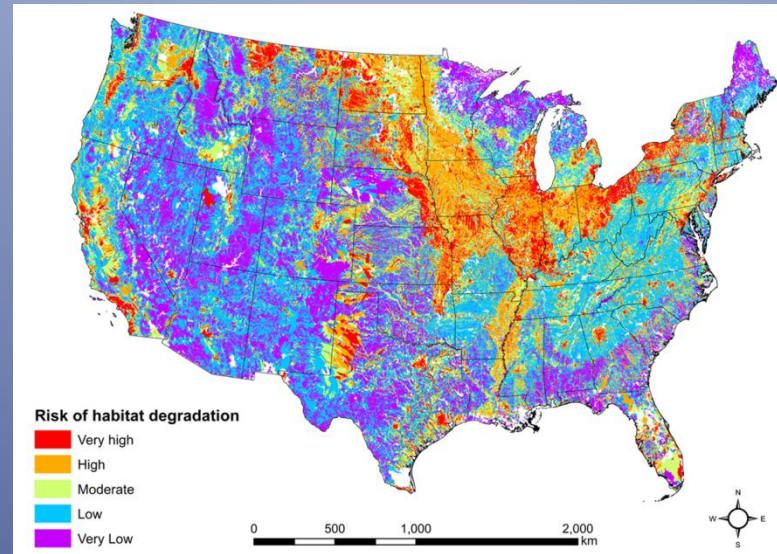 Risk of habitat degradation
Very high
High
Moderate
Low
Very Low
0 500 1,000 2,000
km
N
W E
S